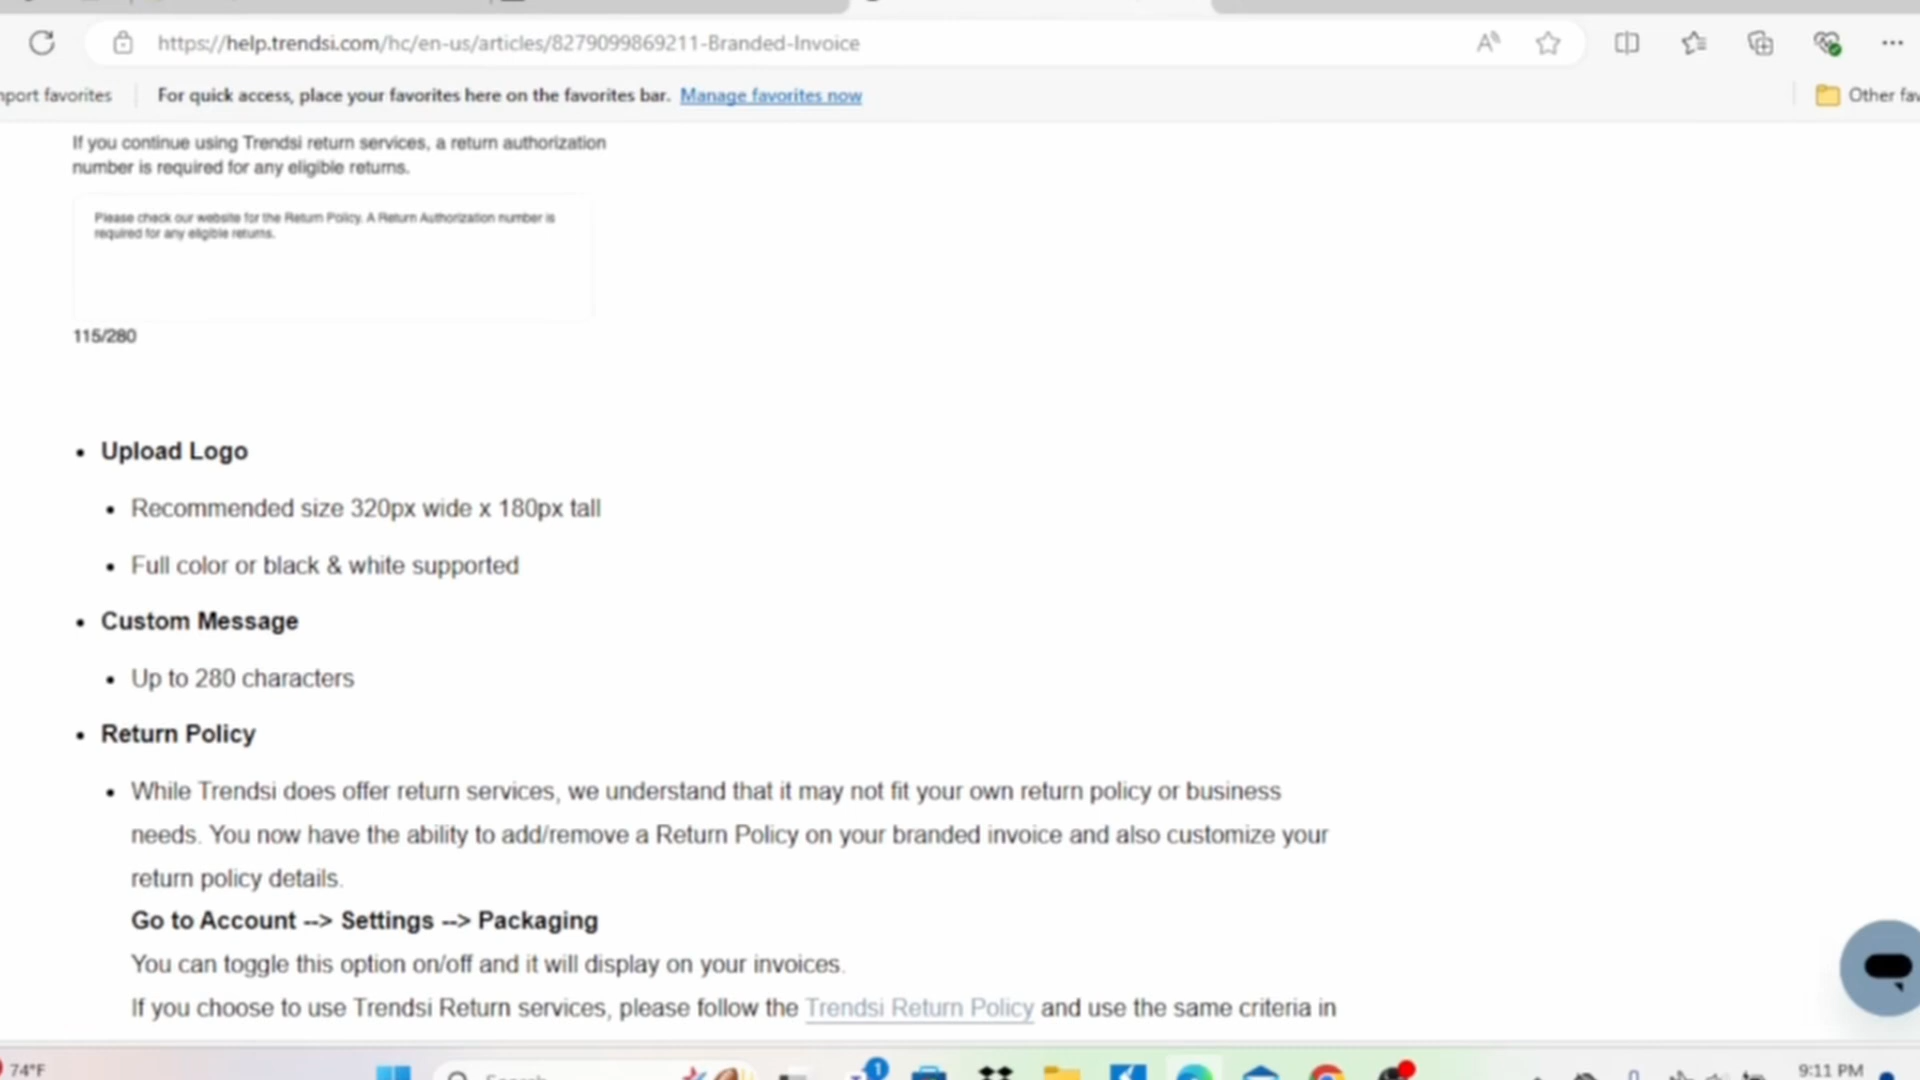 https://help.trendsi.com/hc/en-us/articles/8279099869211-Branded-Invoice
mport favorites
For quick access, place your favorites here on the favorites bar. Manage favorites now
Other fav
If you continue using Trendsi return services, a return authorization
number is required for any eligible returns.
Please check our website for the Return Policy. A Return Authorization number is
required for any eligible returns.
115/280
• Upload Logo
• Recommended size 320px wide x 180px tall
• Full color or black & white supported
• Custom Message
• Up to 280 characters
• Return Policy
• While Trendsi does offer return services, we understand that it may not fit your own return policy or business
needs. You now have the ability to add/remove a Return Policy on your branded invoice and also customize your
return policy details.
Go to Account --> Settings --> Packaging
You can toggle this option on/off and it will display on your invoices.
If you choose to use Trendsi Return services, please follow the Trendsi Return Policy and use the same criteria in
74°F
Search
1
9:11 PM